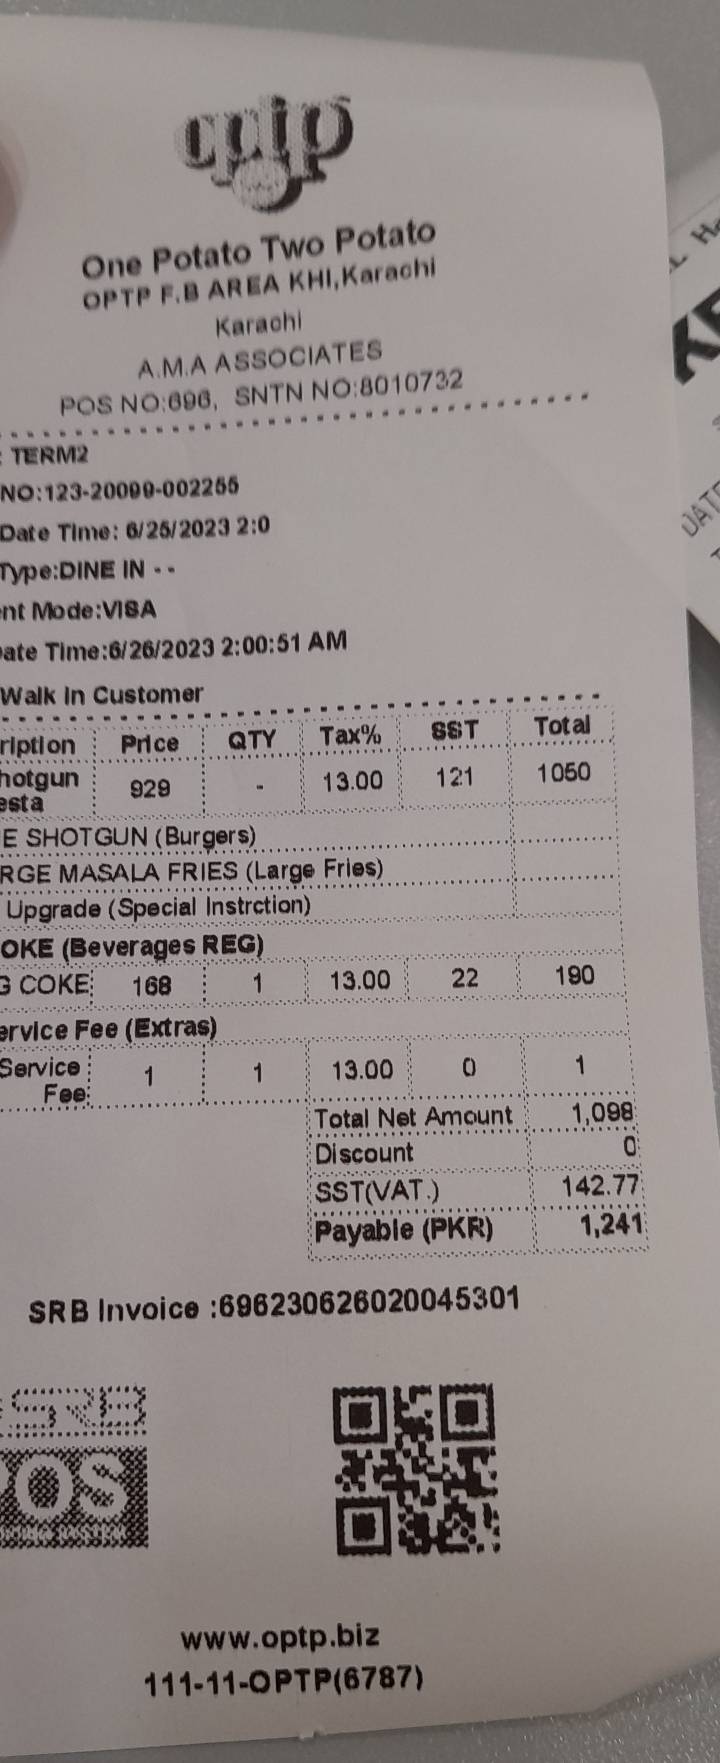 optp
One Potato Two Potato
OPTP F.B AREA KHI,Karachi
Karachi
A.M.A ASSOCIATES
POS NO:696, SNTN NO:8010732
: TERM2
NO:123-20099-002255
Date Time: 6/25/2023 2:0
Type:DINE IN - -
nt Mode:VISA
ate Time:6/26/2023 2:00:51 AM
Walk In Customer
ription Price QTY Tax% SST Total
hotgun esta 929 - 13.00 121 1050
E SHOTGUN (Burgers)
RGE MASALA FRIES (Large Fries)
Upgrade (Special Instrction)
OKE (Beverages REG)
G COKE 168 1 13.00 22 190
ervice Fee (Extras)
Service Fee 1 1 13.00 0 1
Total Net Amount 1,098
Discount 0
SST(VAT.) 142.77
Payable (PKR) 1,241
SRB Invoice :696230626020045301
SRB
POS
www.optp.biz
111-11-OPTP(6787)